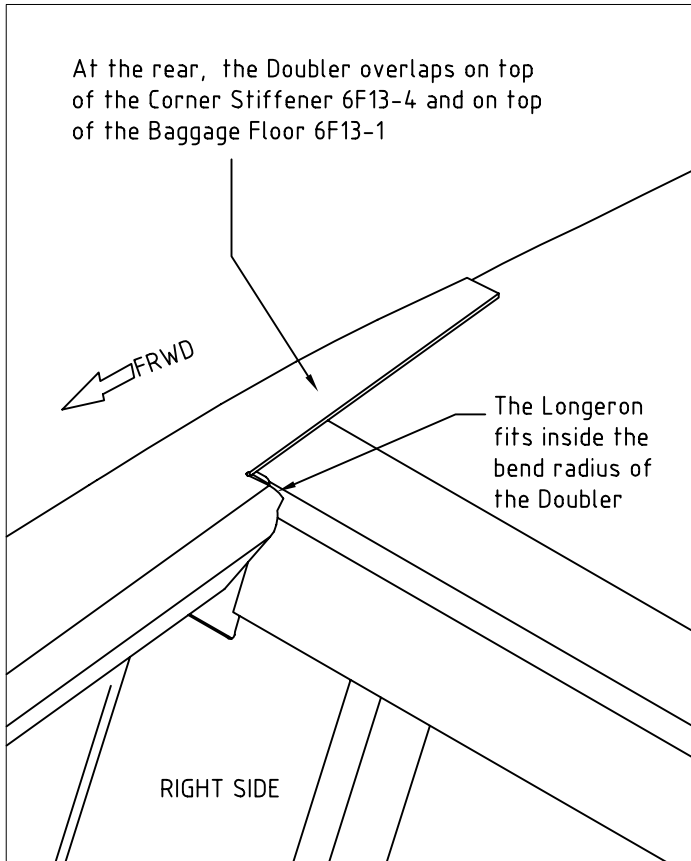 At the rear, the Doubler overlaps on top
of the Corner Stiffener 6F13-4 and on top
of the Baggage Floor 6F13-1
FRWD
The Longeron
fits inside the
bend radius of
the Doubler
RIGHT SIDE